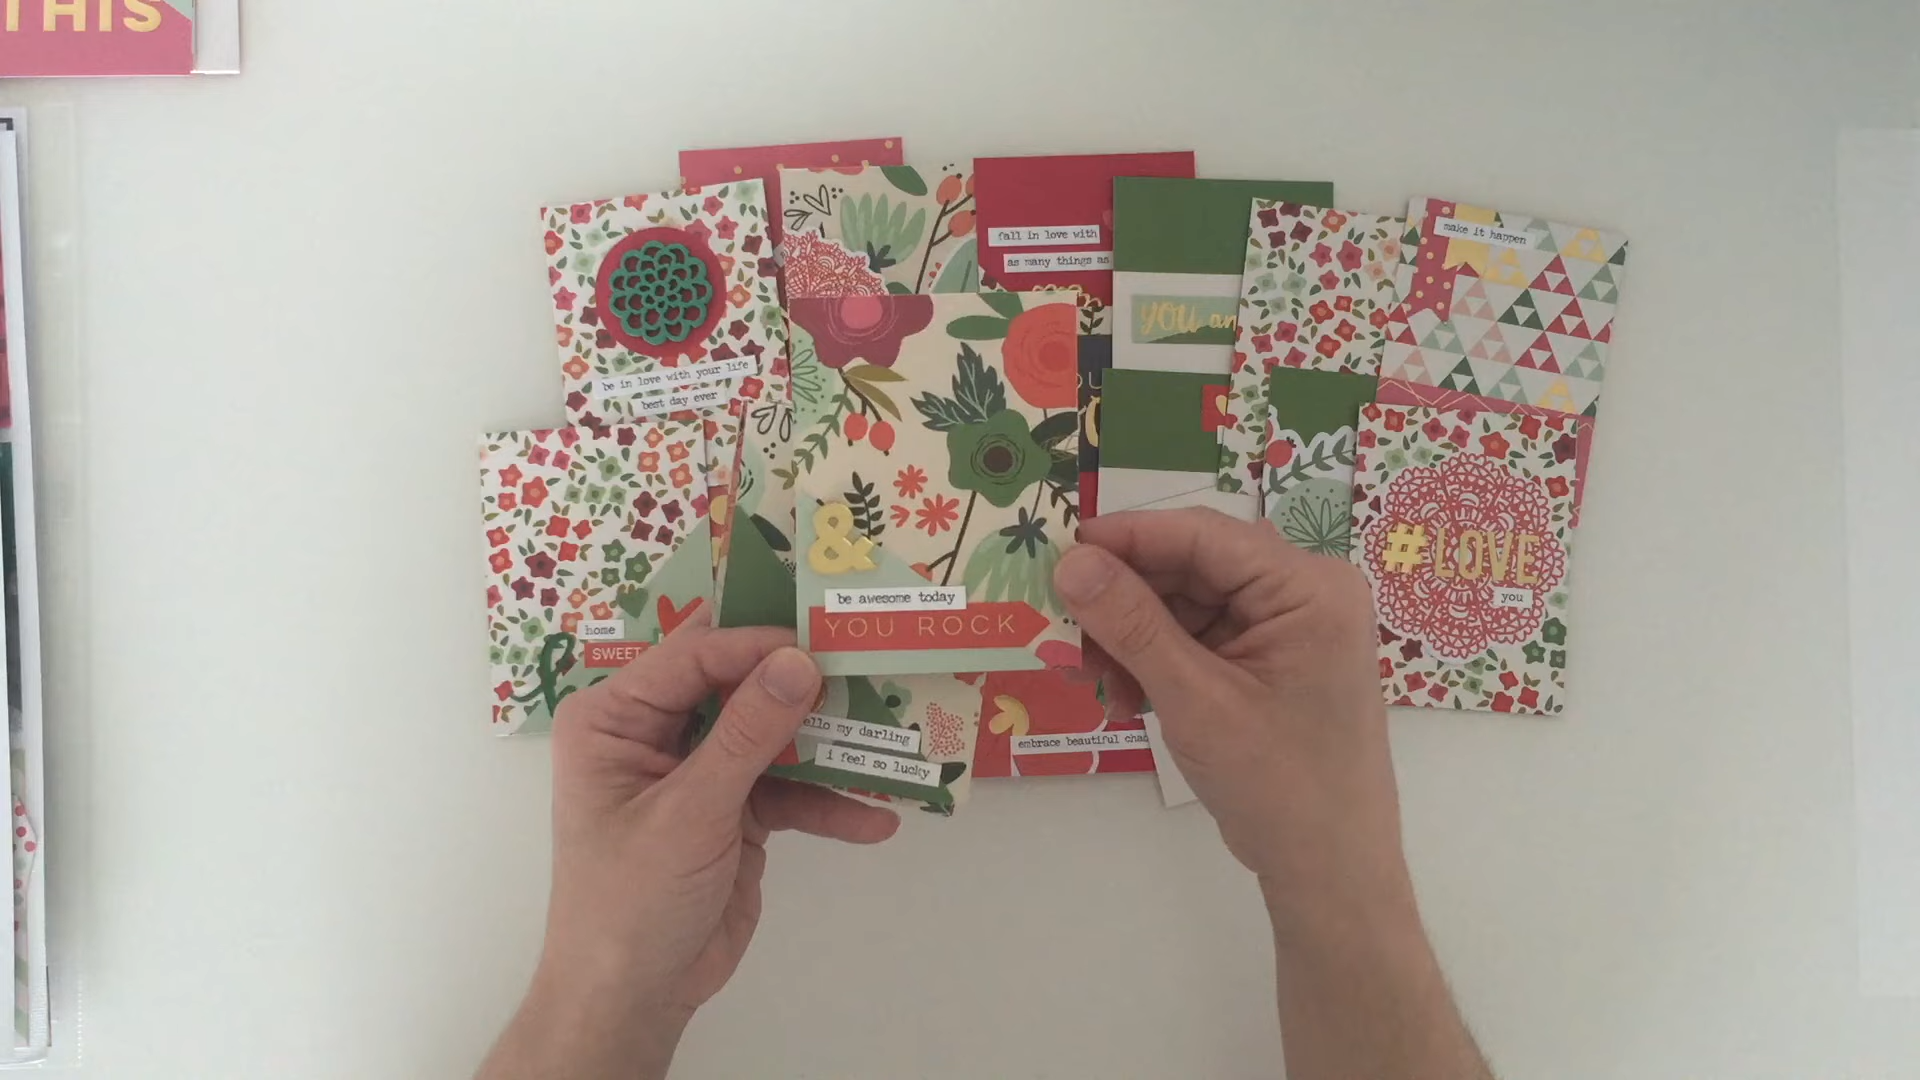 THIS
fall in love with
as many things as
make it happen
YOU an
be in love with your life
best day ever
#LOVE
you
&
be awesome today
YOU ROCK
home
SWEET
ello my darling
i feel so lucky
embrace beautiful chao